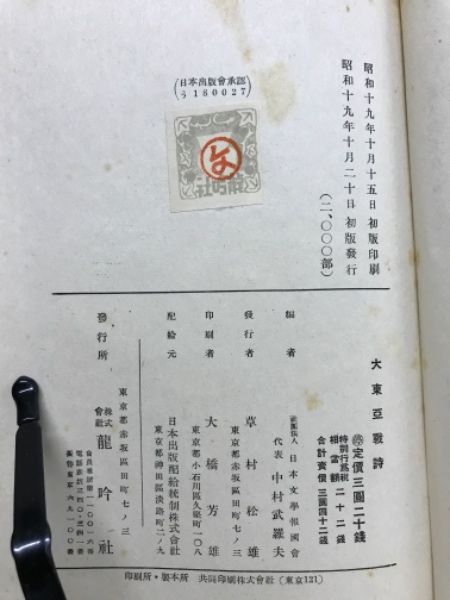 昭和十九年十月十五日 初版印刷
昭和十九年十月二十日 初版發行
(二、〇〇〇部)
(日本出版會承認
う180027)
大東亞戰詩
定價三圓二十錢
特別行爲税
相當額 二十二錢
合計賣價 三圓四十二錢
編者
社團法人 日本文學報國會
代表 中村武羅夫
發行者
草村松雄
東京都赤坂區田町七ノ三
印刷者
大橋芳雄
東京都小石川區久堅町一〇八
配給元
日本出版配給統制株式會社
東京都神田區淡路町二ノ九
發行所
東京都赤坂區田町七ノ三
株式會社 龍吟社
印刷所・製本所 共同印刷株式會社(東京121)